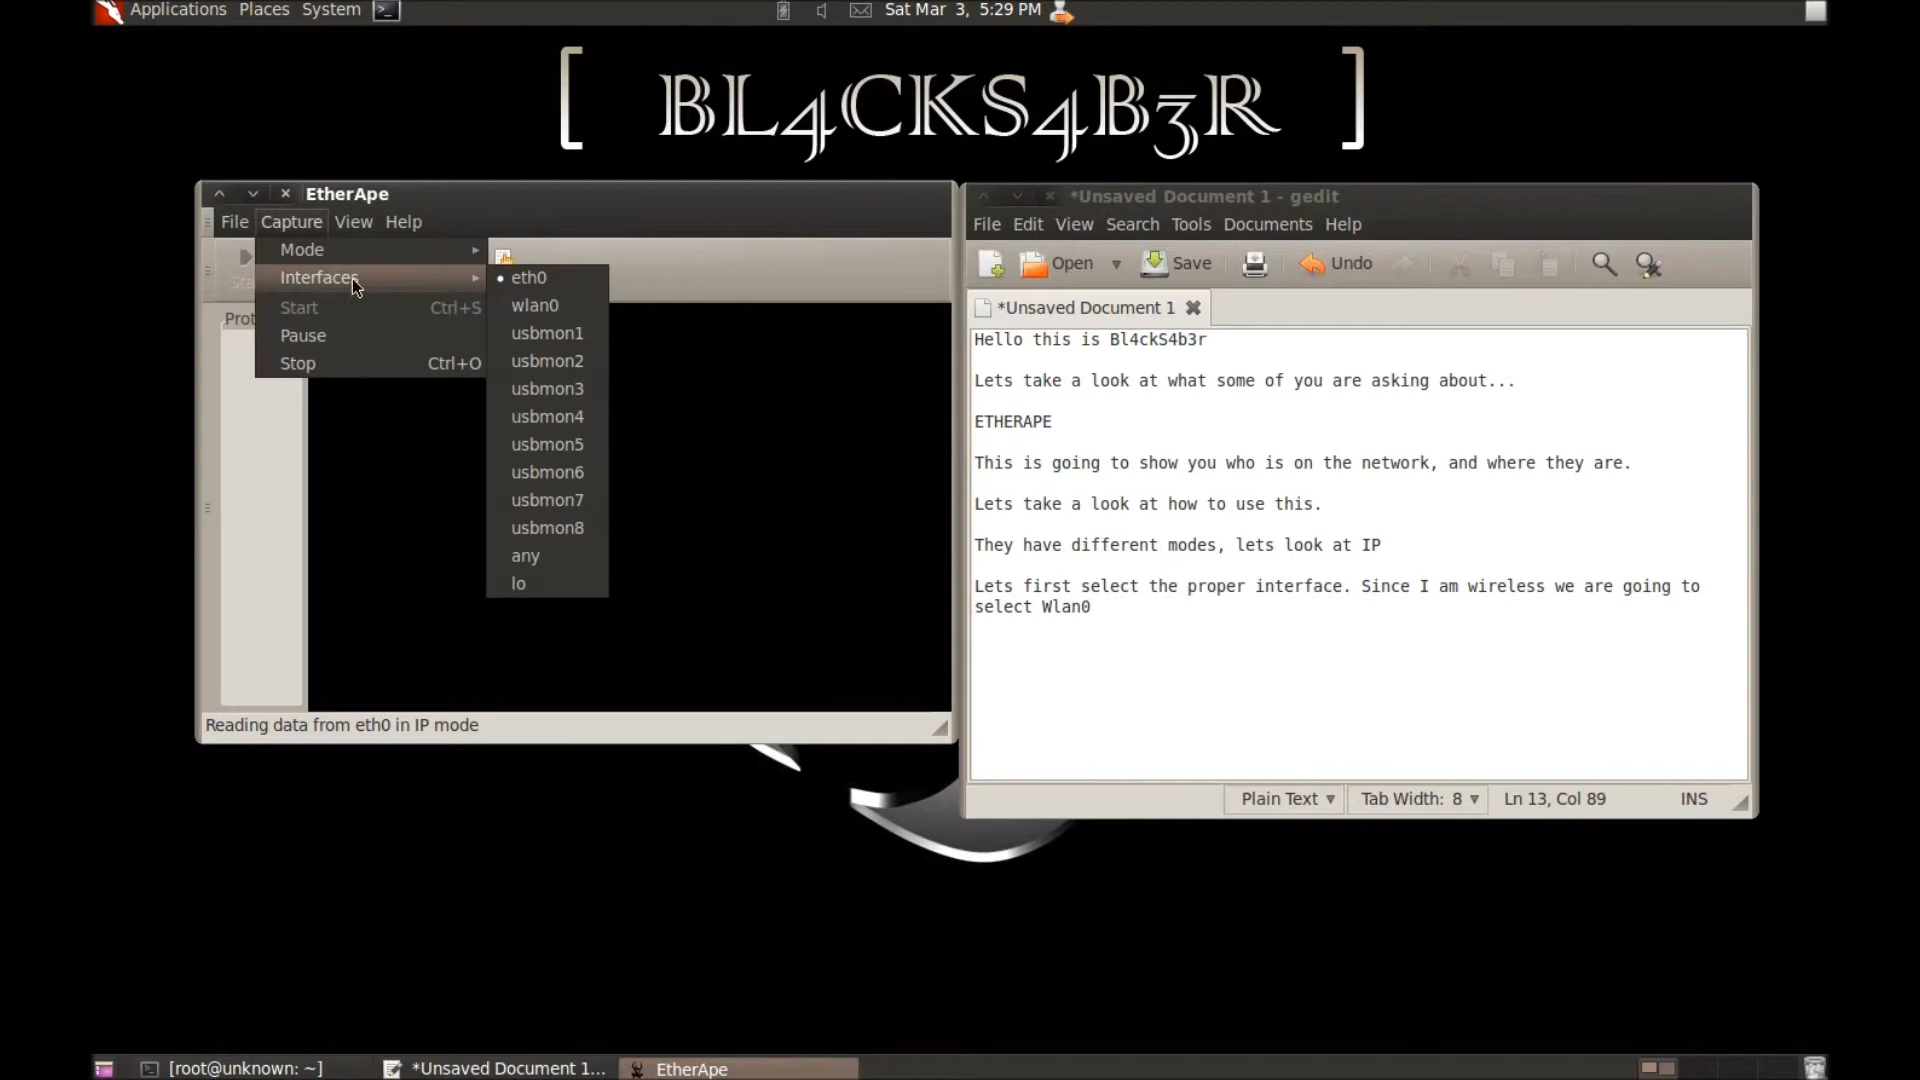 Applications Places System
Sat Mar 3, 5:29 PM
[ BL4CKS4B3R ]
EtherApe
File Capture View Help
Mode
Interfaces
Start Ctrl+S
Pause
Stop Ctrl+O
Prot
eth0
wlan0
usbmon1
usbmon2
usbmon3
usbmon4
usbmon5
usbmon6
usbmon7
usbmon8
any
lo
Reading data from eth0 in IP mode
*Unsaved Document 1 - gedit
File Edit View Search Tools Documents Help
Open Save Undo
*Unsaved Document 1
Hello this is Bl4ckS4b3r
Lets take a look at what some of you are asking about...
ETHERAPE
This is going to show you who is on the network, and where they are.
Lets take a look at how to use this.
They have different modes, lets look at IP
Lets first select the proper interface. Since I am wireless we are going to
select Wlan0
Plain Text Tab Width: 8 Ln 13, Col 89 INS
[root@unknown: ~] *Unsaved Document 1... EtherApe